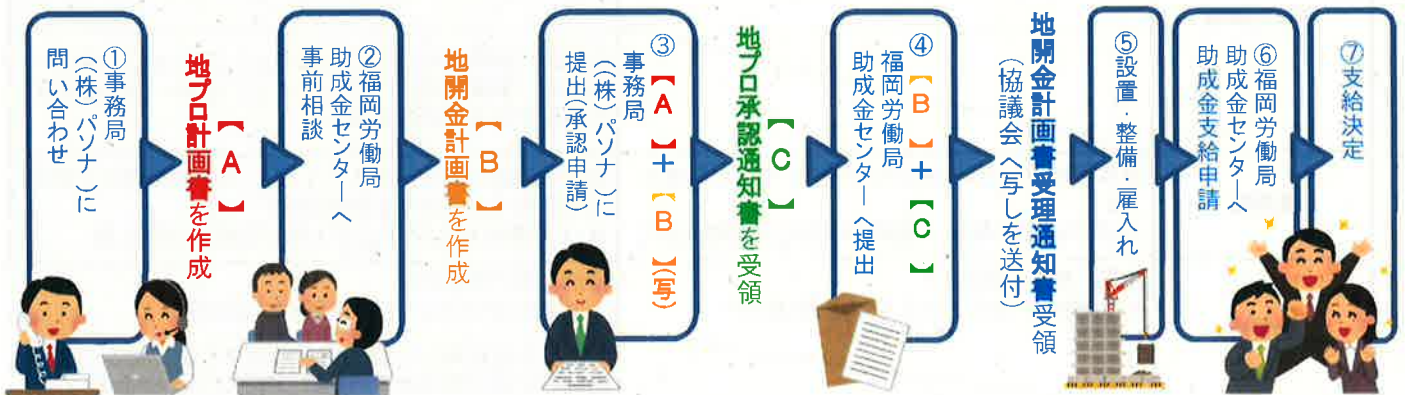 ①事務局
((株)パソナ)に
問い合わせ
【A】
地プロ計画書を作成
②福岡労働局
助成金センターへ
事前相談
【B】
地開金計画書を作成
③【A】+【B】(写)
事務局
((株)パソナ)に
提出(承認申請)
【C】
地プロ承認通知書を受領
④【B】+【C】
福岡労働局
助成金センターへ提出
地開金計画書受理通知書受領
(協議会へ写しを送付)
⑤設置・整備・雇入れ
⑥福岡労働局
助成金センターへ
助成金支給申請
⑦支給決定